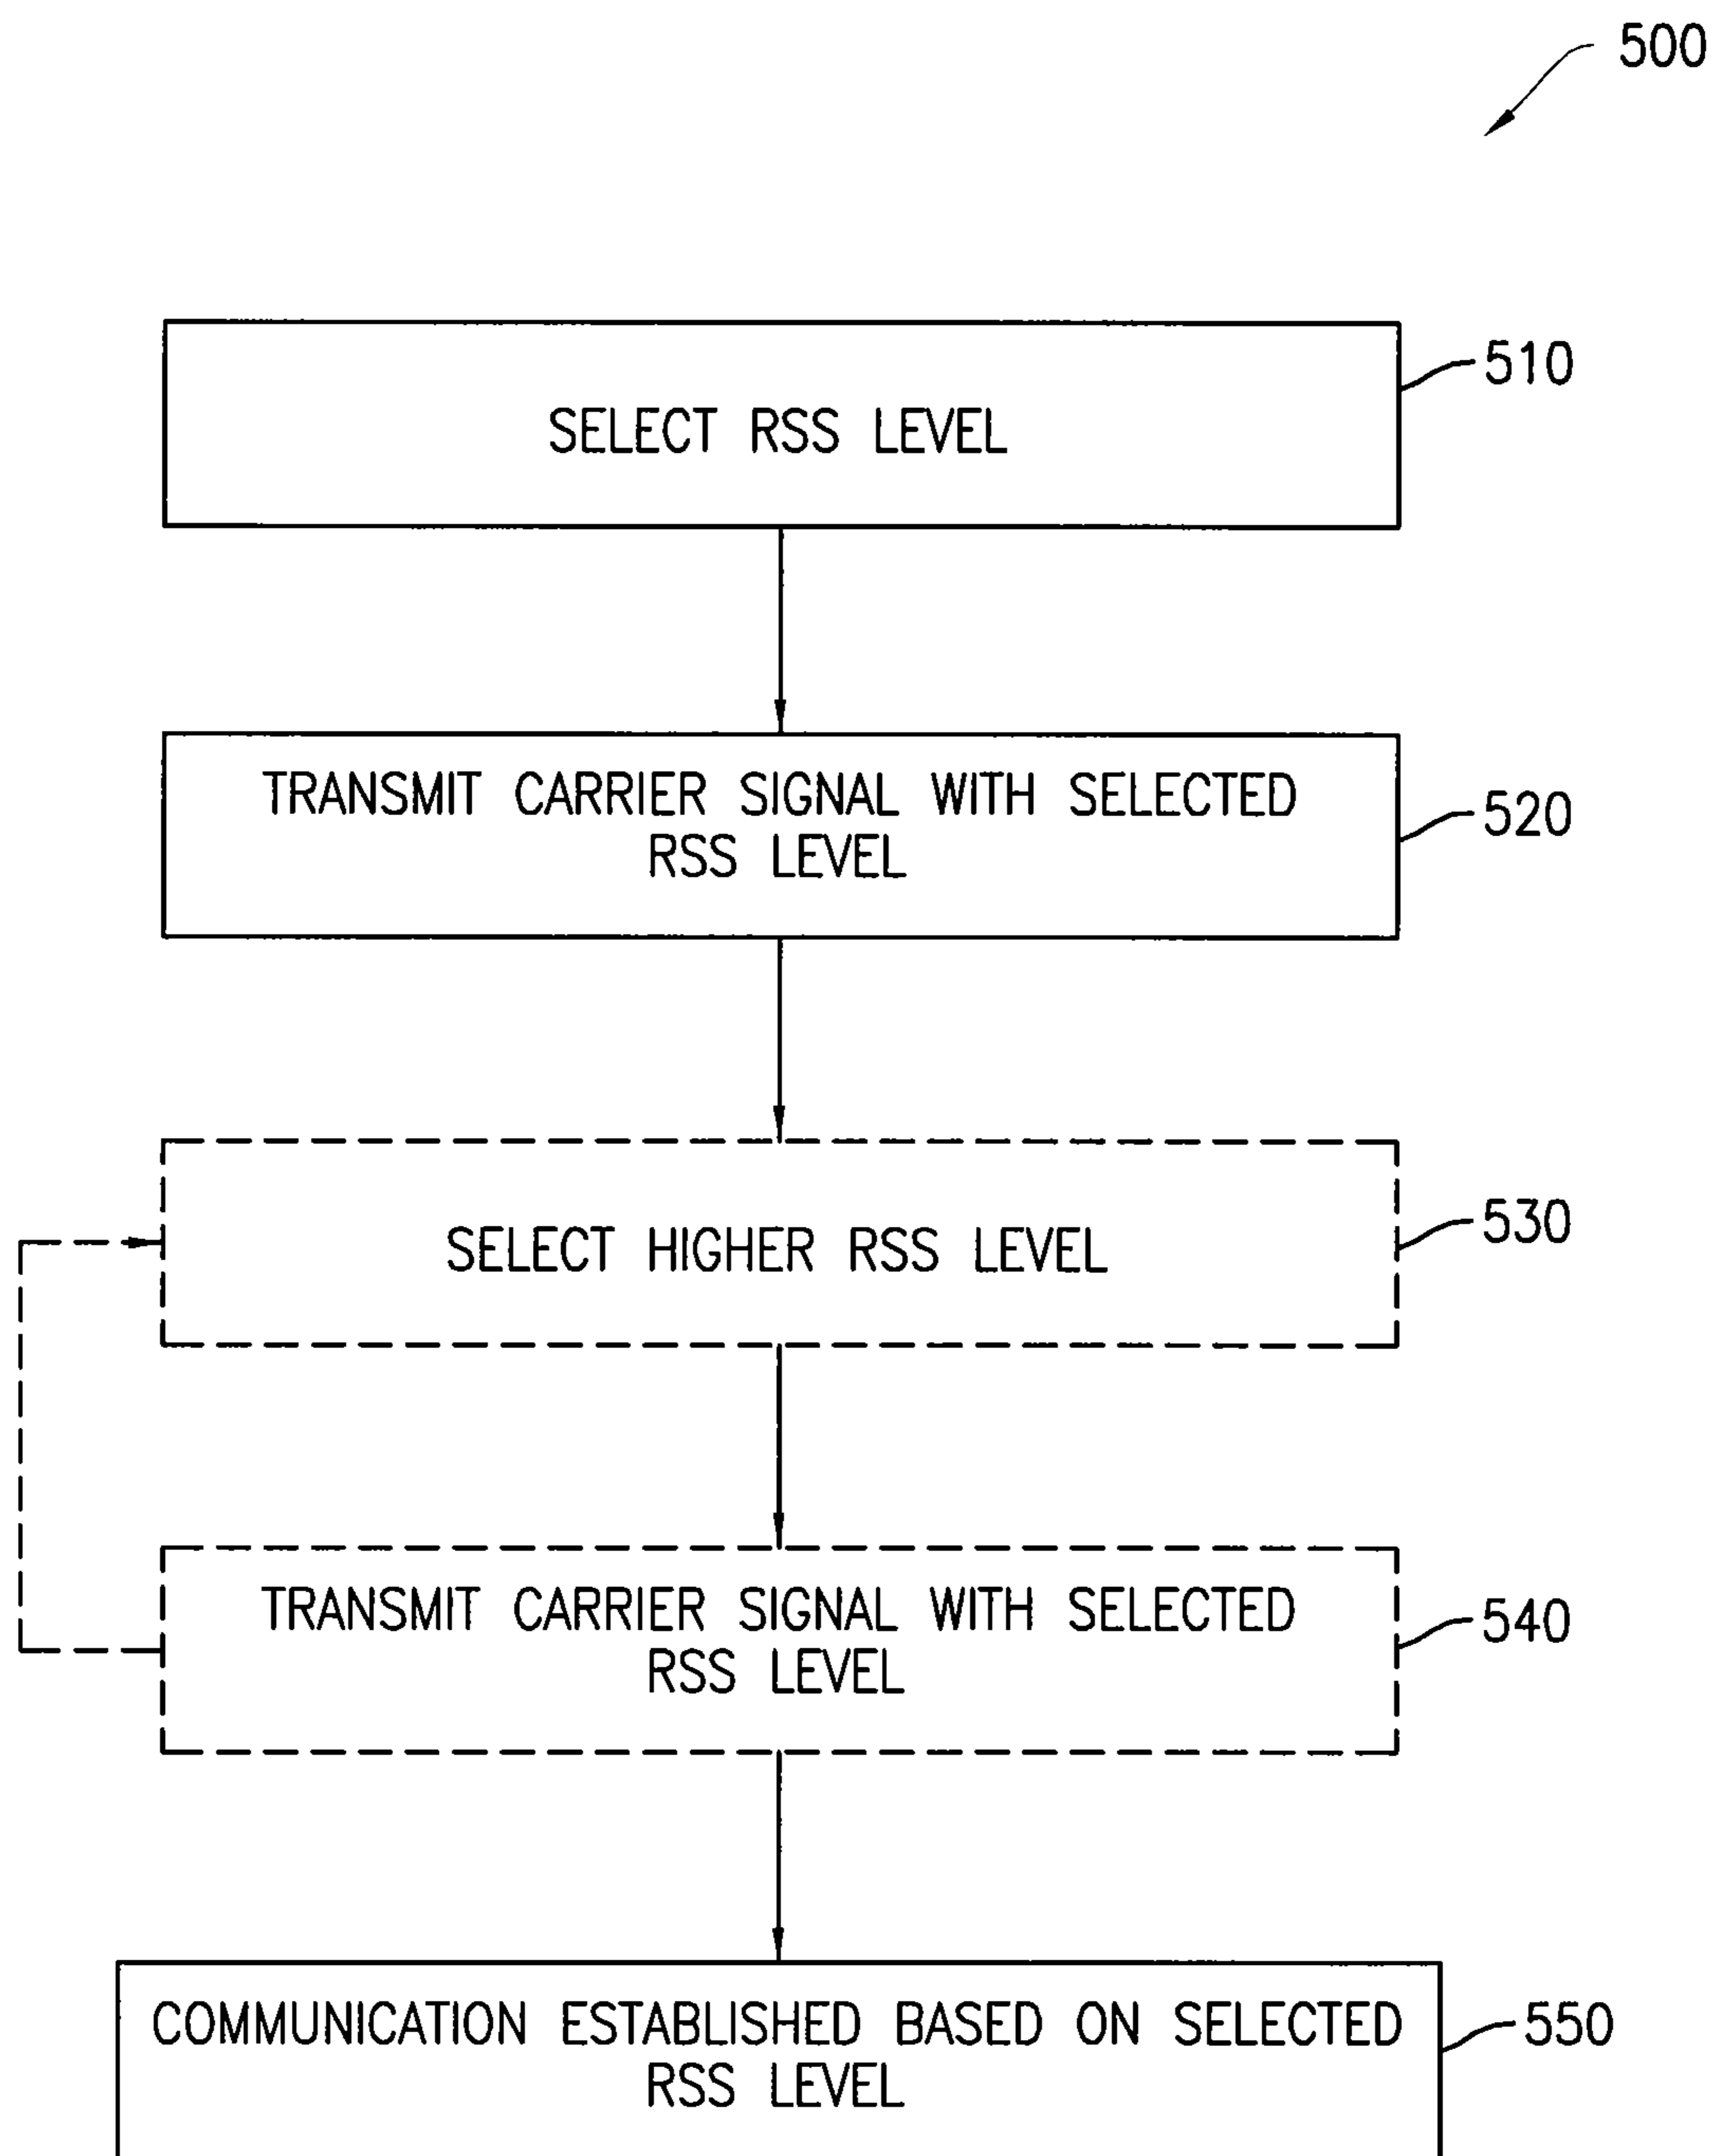 500
SELECT RSS LEVEL
510
TRANSMIT CARRIER SIGNAL WITH SELECTED
RSS LEVEL
520
SELECT HIGHER RSS LEVEL
530
TRANSMIT CARRIER SIGNAL WITH SELECTED
RSS LEVEL
540
COMMUNICATION ESTABLISHED BASED ON SELECTED
RSS LEVEL
550